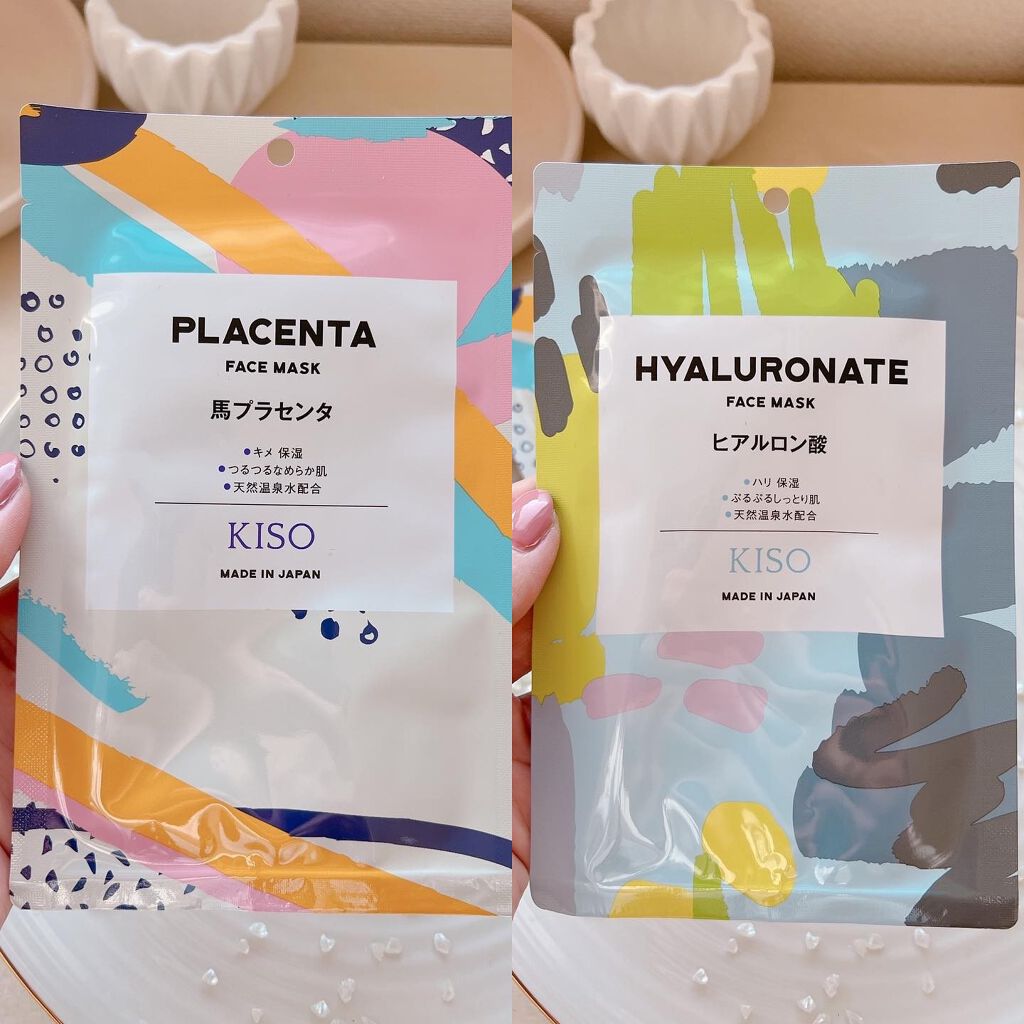 PLACENTA
FACE MASK
馬プラセンタ
●キメ 保湿
●つるつるなめらか肌
●天然温泉水配合
KISO
MADE IN JAPAN
HYALURONATE
FACE MASK
ヒアルロン酸
●ハリ 保湿
●ぷるぷるしっとり肌
●天然温泉水配合
KISO
MADE IN JAPAN